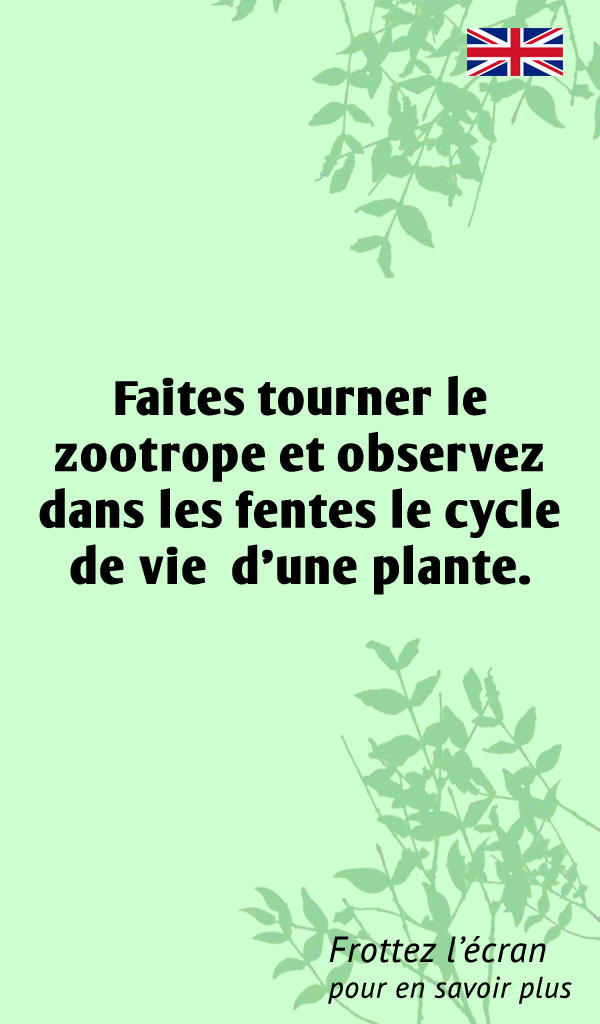 Faites tourner le
zootrope et observez
dans les fentes le cycle
de vie  d’une plante.
Frottez l’écran
pour en savoir plus